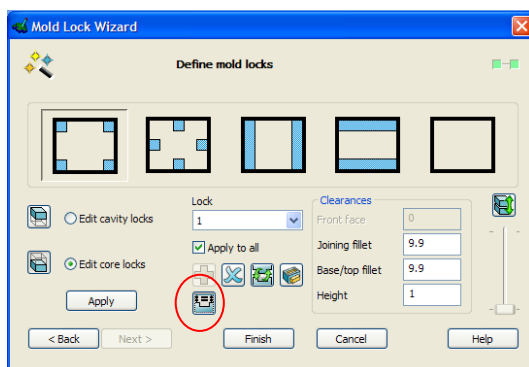 Mold Lock Wizard
Define mold locks
Edit cavity locks
Edit core locks
Apply
Lock
1
Apply to all
Clearances
Front face 0
Joining fillet 9.9
Base/top fillet 9.9
Height 1
< Back
Next >
Finish
Cancel
Help